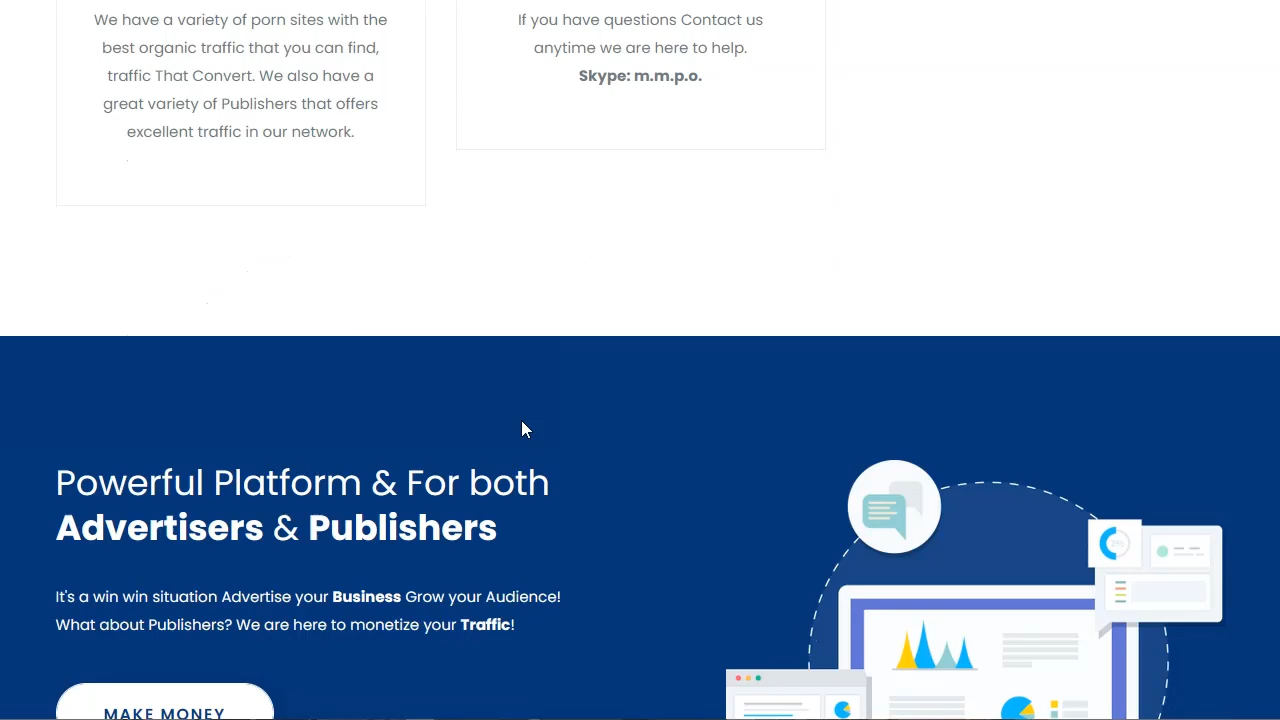 We have a variety of porn sites with the
best organic traffic that you can find,
traffic That Convert. We also have a
great variety of Publishers that offers
excellent traffic in our network.
If you have questions Contact us
anytime we are here to help.
Skype: m.m.p.o.
Powerful Platform & For both
Advertisers & Publishers
It's a win win situation Advertise your Business Grow your Audience!
What about Publishers? We are here to monetize your Traffic!
MAKE MONEY